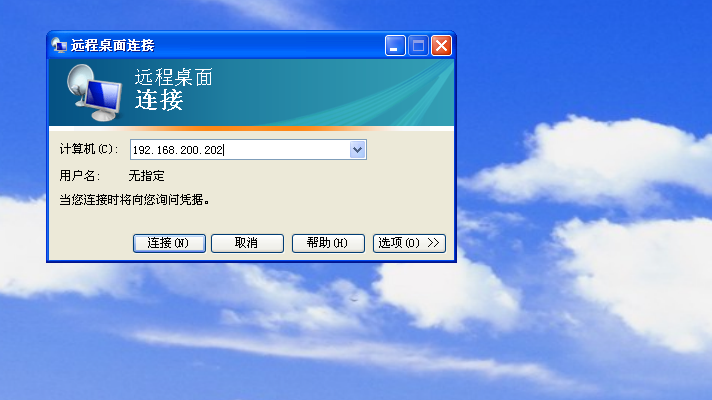 远程桌面连接
远程桌面
连接
计算机(C): 192.168.200.202
用户名: 无指定
当您连接时将向您询问凭据。
连接(N) 取消 帮助(H) 选项(O) >>